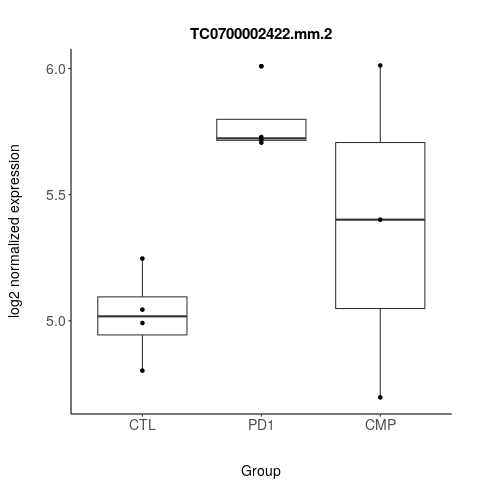 TC0700002422.mm.2
log2 normalized expression
6.0
5.5
5.0
CTL PD1 CMP
Group